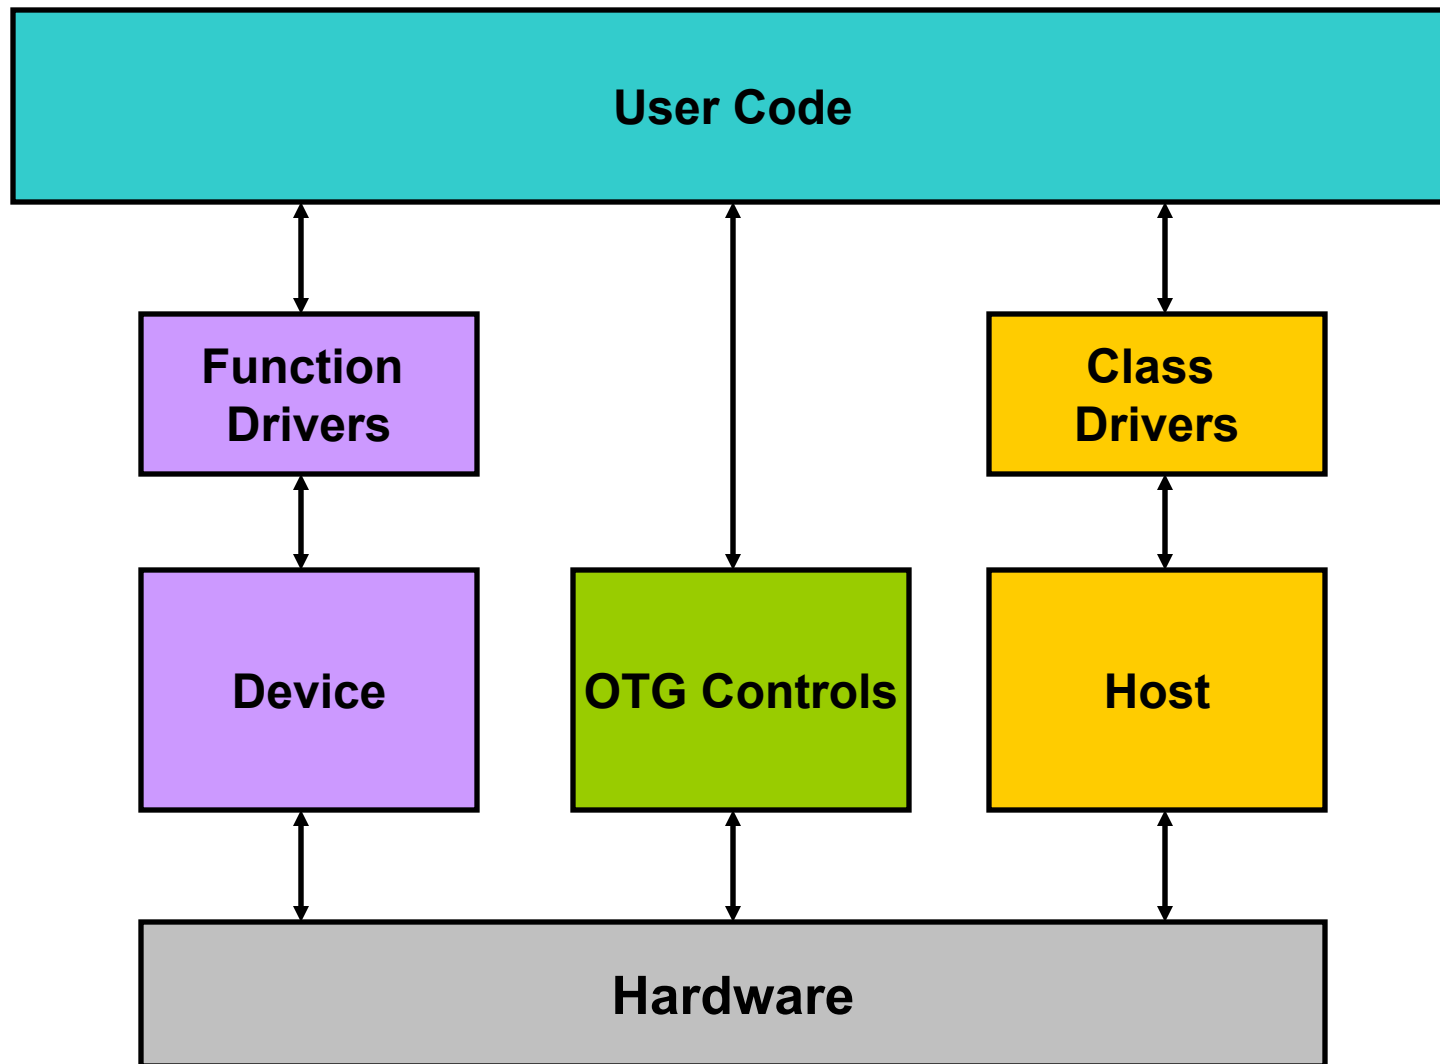 User Code
Function
Drivers
Class
Drivers
Device
OTG Controls
Host
Hardware